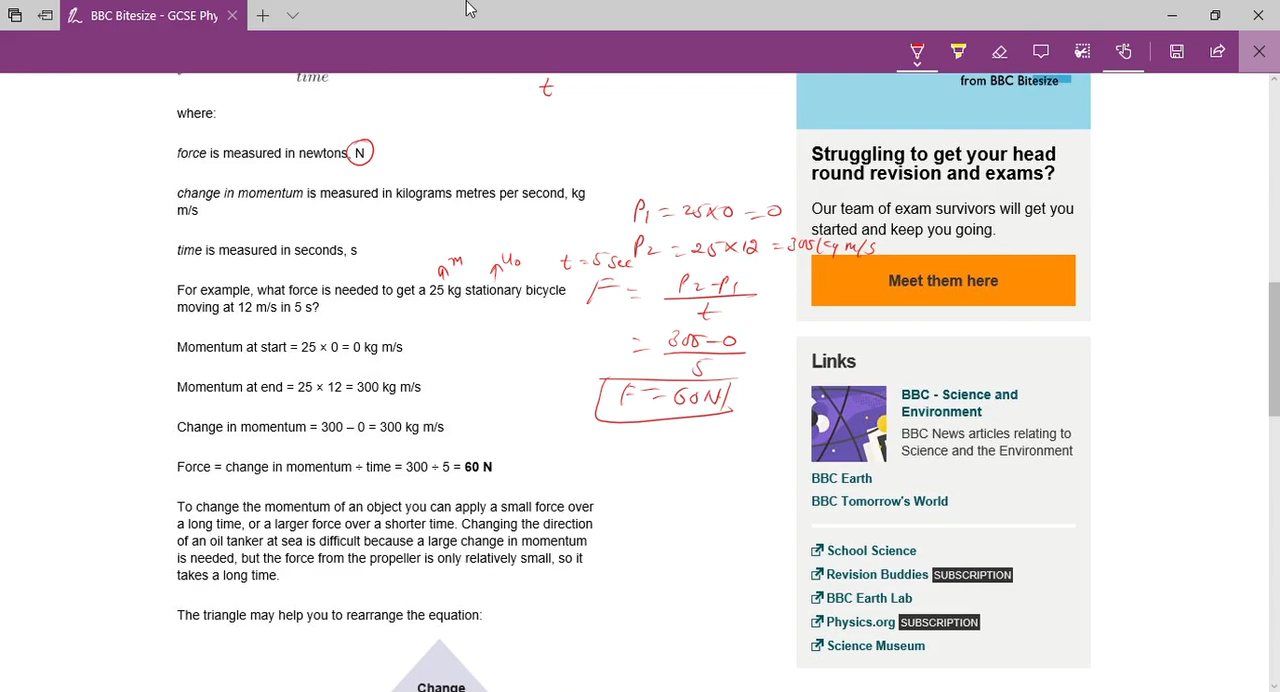 BBC Bitesize - GCSE Phy
time
t
from BBC Bitesize
where:
force is measured in newtons, N
change in momentum is measured in kilograms metres per second, kg
m/s
time is measured in seconds, s
m
u0
t = 5 sec
For example, what force is needed to get a 25 kg stationary bicycle
moving at 12 m/s in 5 s?
Momentum at start = 25 × 0 = 0 kg m/s
Momentum at end = 25 × 12 = 300 kg m/s
Change in momentum = 300 – 0 = 300 kg m/s
Force = change in momentum ÷ time = 300 ÷ 5 = 60 N
To change the momentum of an object you can apply a small force over
a long time, or a larger force over a shorter time. Changing the direction
of an oil tanker at sea is difficult because a large change in momentum
is needed, but the force from the propeller is only relatively small, so it
takes a long time.
The triangle may help you to rearrange the equation:
Change
P1 = 25×0 = 0
P2 = 25×12 = 305 kg m/s
F = P2-P1
t
= 305-0
5
F = 60N
Struggling to get your head
round revision and exams?
Our team of exam survivors will get you
started and keep you going.
Meet them here
Links
BBC - Science and
Environment
BBC News articles relating to
Science and the Environment
BBC Earth
BBC Tomorrow's World
School Science
Revision Buddies SUBSCRIPTION
BBC Earth Lab
Physics.org SUBSCRIPTION
Science Museum